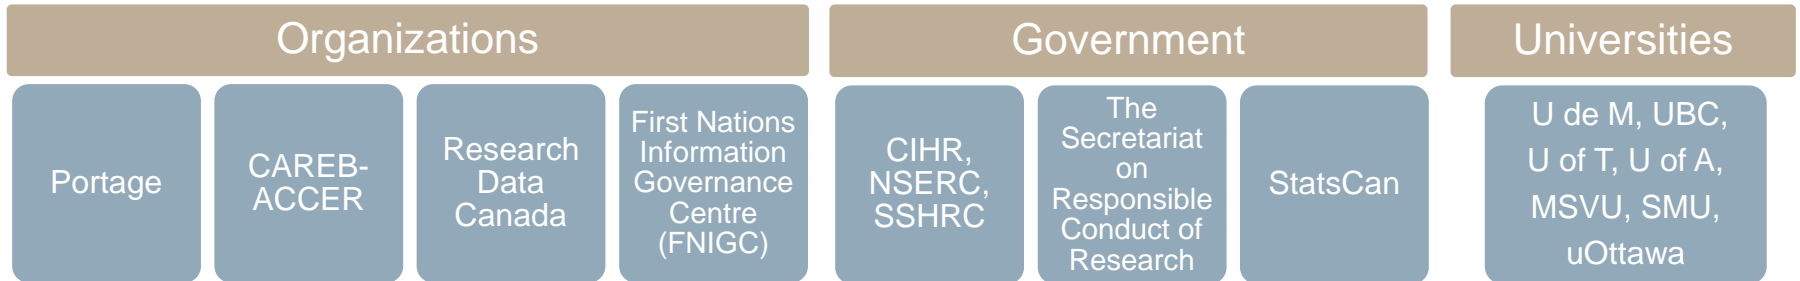 Organizations
Government
Universities
Portage
CAREB-
ACCER
Research
Data
Canada
First Nations
Information
Governance
Centre
(FNIGC)
CIHR,
NSERC,
SSHRC
The
Secretariat
on
Responsible
Conduct of
Research
StatsCan
U de M, UBC,
U of T, U of A,
MSVU, SMU,
uOttawa